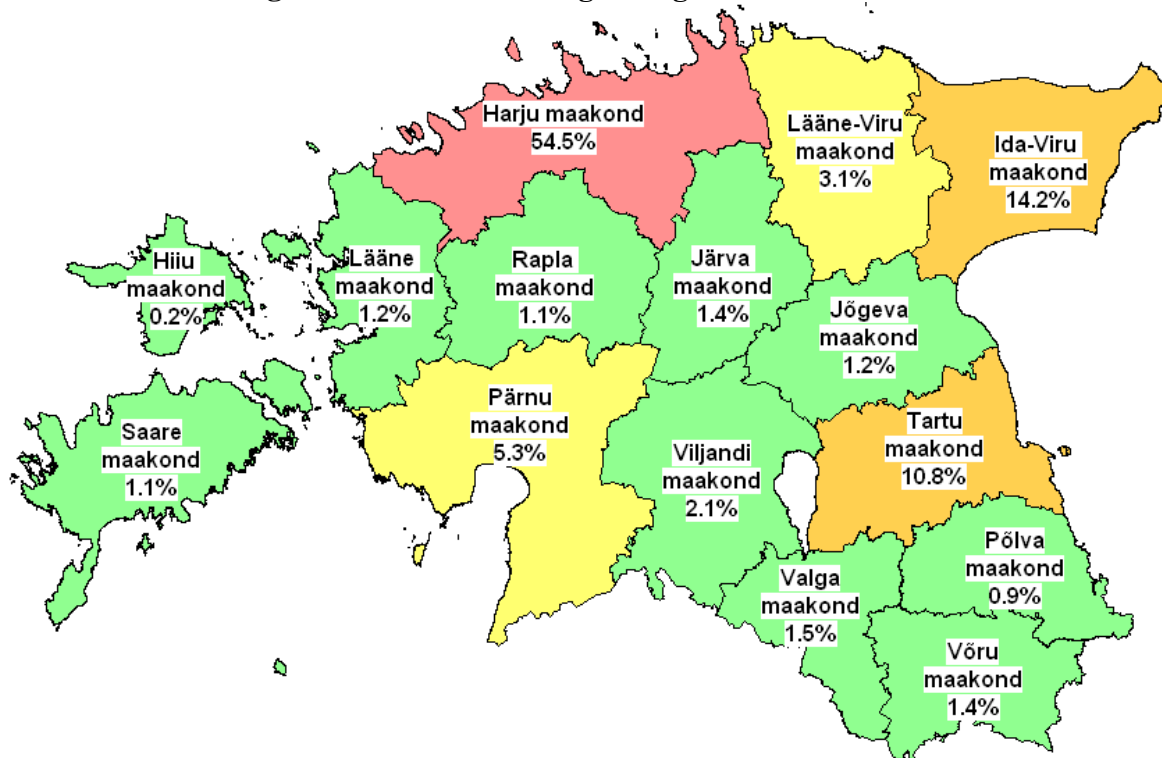 Harju maakond
54.5%
Lääne-Viru
maakond
3.1%
Ida-Viru
maakond
14.2%
Hiiu
maakond
0.2%
Lääne
maakond
1.2%
Rapla
maakond
1.1%
Järva
maakond
1.4%
Jõgeva
maakond
1.2%
Saare
maakond
1.1%
Pärnu
maakond
5.3%
Viljandi
maakond
2.1%
Tartu
maakond
10.8%
Põlva
maakond
0.9%
Valga
maakond
1.5%
Võru
maakond
1.4%